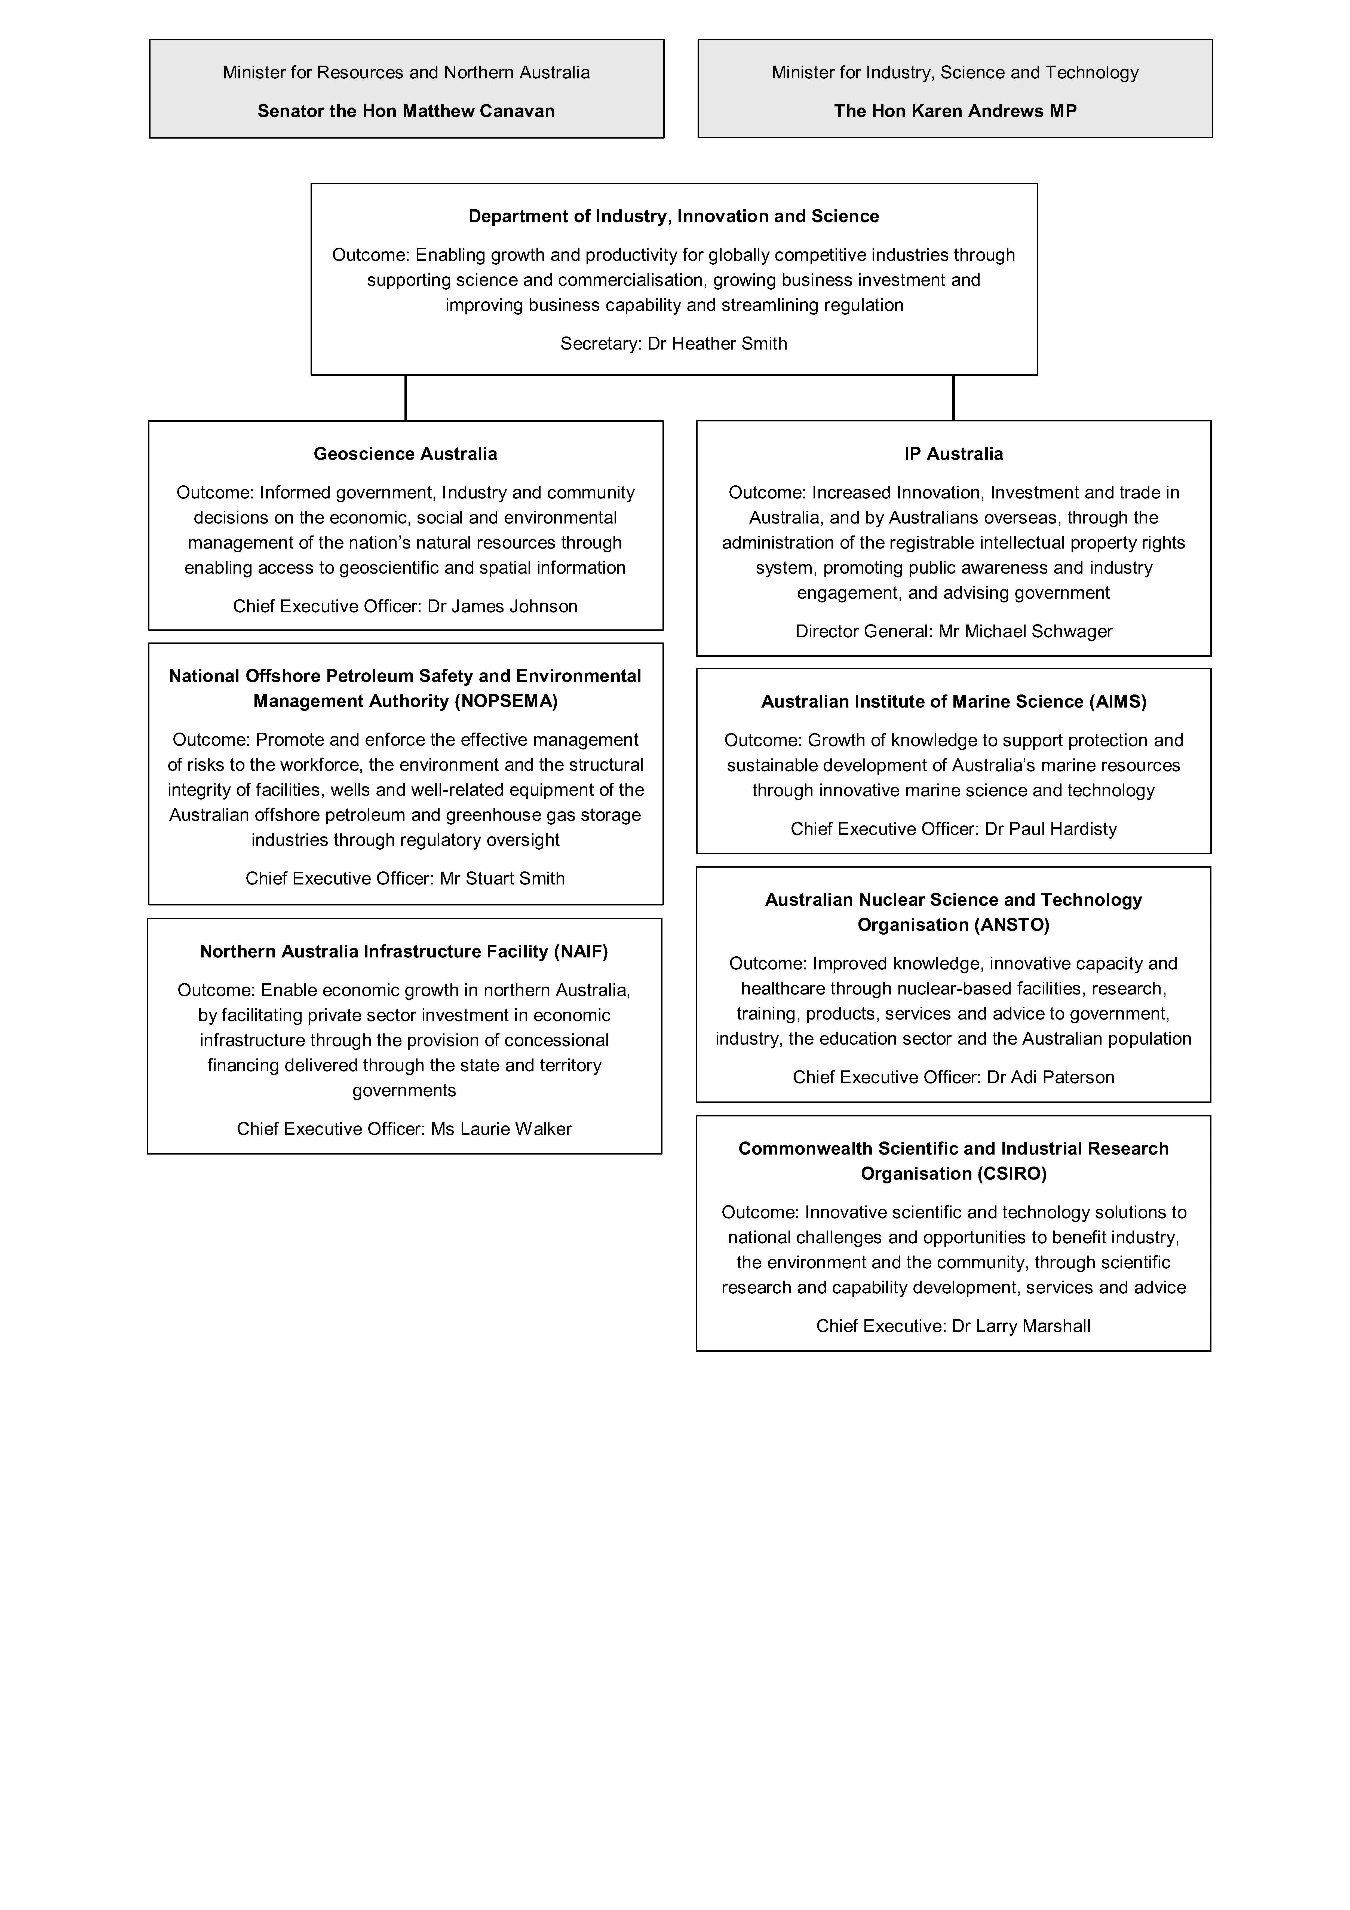 Minister for Resources and Northern Australia
Senator the Hon Matthew Canavan
Minister for Industry, Science and Technology
The Hon Karen Andrews MP
Department of Industry, Innovation and Science
Outcome: Enabling growth and productivity for globally competitive industries through
supporting science and commercialisation, growing business investment and
improving business capability and streamlining regulation
Secretary: Dr Heather Smith
Geoscience Australia
Outcome: Informed government, Industry and community
decisions on the economic, social and environmental
management of the nation’s natural resources through
enabling access to geoscientific and spatial information
Chief Executive Officer: Dr James Johnson
National Offshore Petroleum Safety and Environmental
Management Authority (NOPSEMA)
Outcome: Promote and enforce the effective management
of risks to the workforce, the environment and the structural
integrity of facilities, wells and well-related equipment of the
Australian offshore petroleum and greenhouse gas storage
industries through regulatory oversight
Chief Executive Officer: Mr Stuart Smith
Northern Australia Infrastructure Facility (NAIF)
Outcome: Enable economic growth in northern Australia,
by facilitating private sector investment in economic
infrastructure through the provision of concessional
financing delivered through the state and territory
governments
Chief Executive Officer: Ms Laurie Walker
IP Australia
Outcome: Increased Innovation, Investment and trade in
Australia, and by Australians overseas, through the
administration of the registrable intellectual property rights
system, promoting public awareness and industry
engagement, and advising government
Director General: Mr Michael Schwager
Australian Institute of Marine Science (AIMS)
Outcome: Growth of knowledge to support protection and
sustainable development of Australia’s marine resources
through innovative marine science and technology
Chief Executive Officer: Dr Paul Hardisty
Australian Nuclear Science and Technology
Organisation (ANSTO)
Outcome: Improved knowledge, innovative capacity and
healthcare through nuclear-based facilities, research,
training, products, services and advice to government,
industry, the education sector and the Australian population
Chief Executive Officer: Dr Adi Paterson
Commonwealth Scientific and Industrial Research
Organisation (CSIRO)
Outcome: Innovative scientific and technology solutions to
national challenges and opportunities to benefit industry,
the environment and the community, through scientific
research and capability development, services and advice
Chief Executive: Dr Larry Marshall